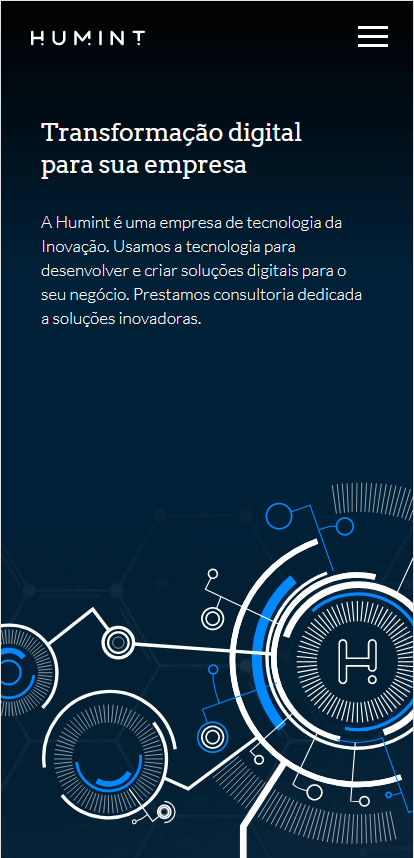 HUMINT
Transformação digital
para sua empresa
A Humint é uma empresa de tecnologia da
Inovação. Usamos a tecnologia para
desenvolver e criar soluções digitais para o
seu negócio. Prestamos consultoria dedicada
a soluções inovadoras.
H